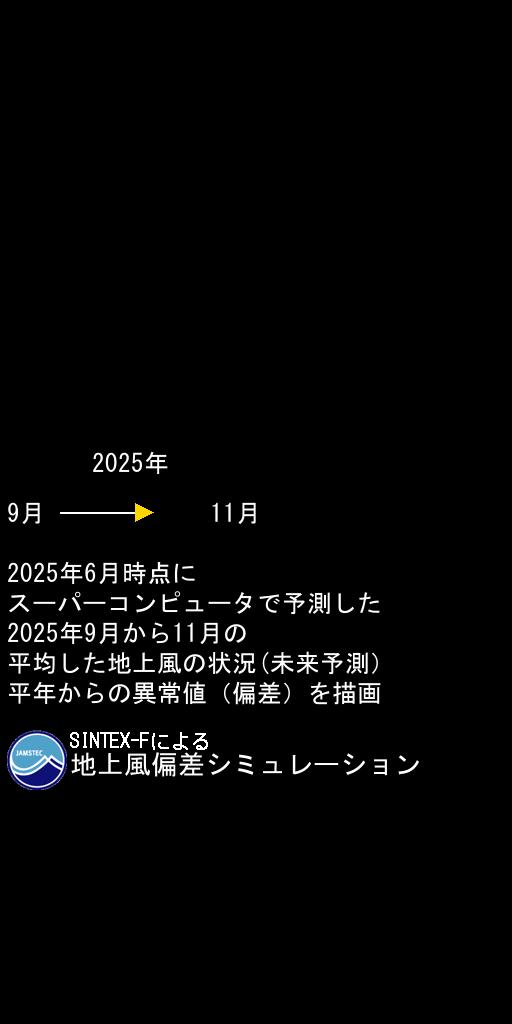 2025年
9月 11月
2025年6月時点に
スーパーコンピュータで予測した
2025年9月から11月の
平均した地上風の状況(未来予測)
平年からの異常値（偏差）を描画
SINTEX-Fによる
JAMSTEC
地上風偏差シミュレーション